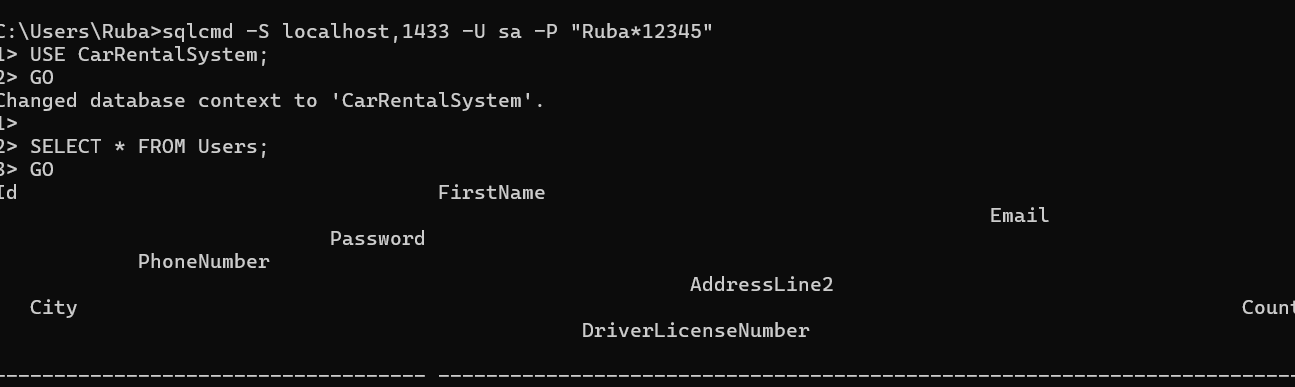 C:\Users\Ruba>sqlcmd -S localhost,1433 -U sa -P "Ruba*12345"
1> USE CarRentalSystem;
2> GO
Changed database context to 'CarRentalSystem'.
1>
2> SELECT * FROM Users;
3> GO
Id FirstName
Email
Password
PhoneNumber
AddressLine2
City Count
DriverLicenseNumber
----------------------------------- ------------------------------------------------------------------------